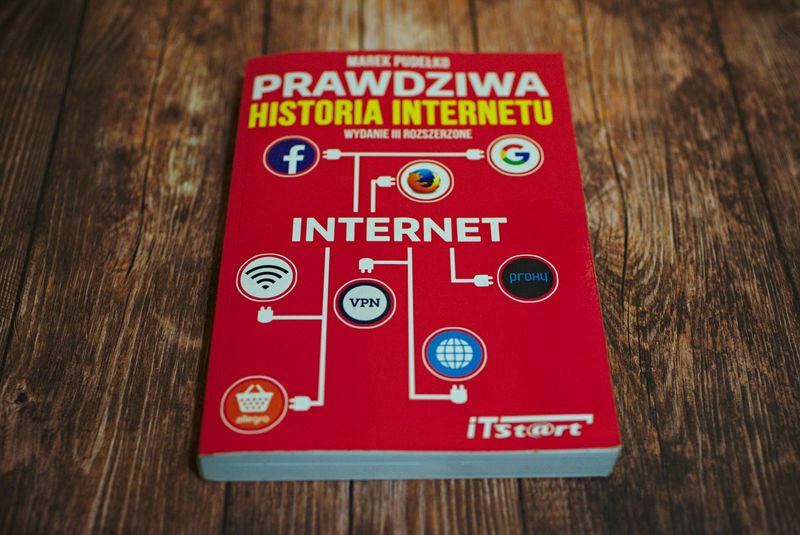 MAREK PUDEŁKO
PRAWDZIWA
HISTORIA INTERNETU
WYDANIE III ROZSZERZONE
f
G
INTERNET
VPN
proxy
allegro
iTSt@rt